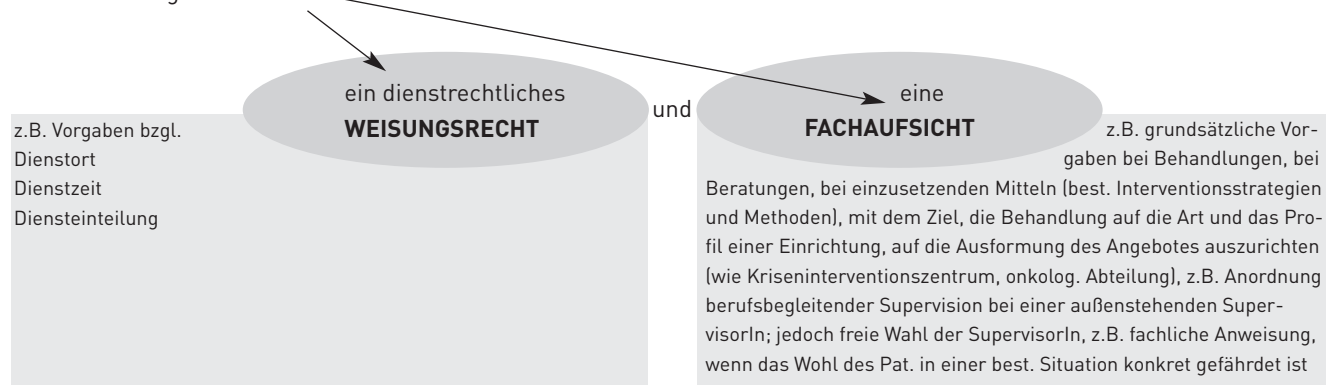 ein dienstrechtliches
WEISUNGSRECHT
und
eine
FACHAUFSICHT
z.B. Vorgaben bzgl.
Dienstort
Dienstzeit
Diensteinteilung
z.B. grundsätzliche Vor-
gaben bei Behandlungen, bei
Beratungen, bei einzusetzenden Mitteln (best. Interventionsstrategien
und Methoden), mit dem Ziel, die Behandlung auf die Art und das Pro-
fil einer Einrichtung, auf die Ausformung des Angebotes auszurichten
(wie Kriseninterventionszentrum, onkolog. Abteilung), z.B. Anordnung
berufsbegleitender Supervision bei einer außenstehenden Super-
visorIn; jedoch freie Wahl der SupervisorIn, z.B. fachliche Anweisung,
wenn das Wohl des Pat. in einer best. Situation konkret gefährdet ist